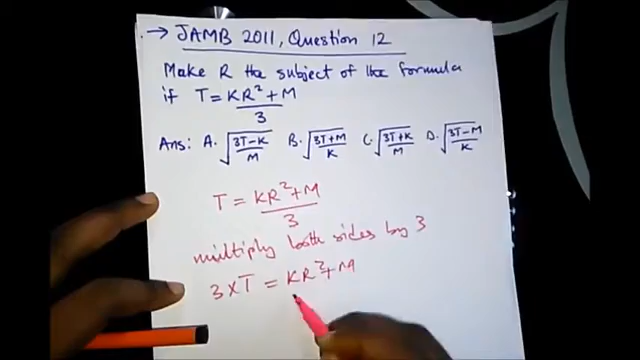 → JAMB 2011, Question 12
Make R the subject of the formula
if T = KR²+M
3
Ans: A. √3T-K/M B. √3T+M/K C. √3T+K/M D. √3T-M/K
T = KR²+M
3
multiply both sides by 3
3×T = KR²+M